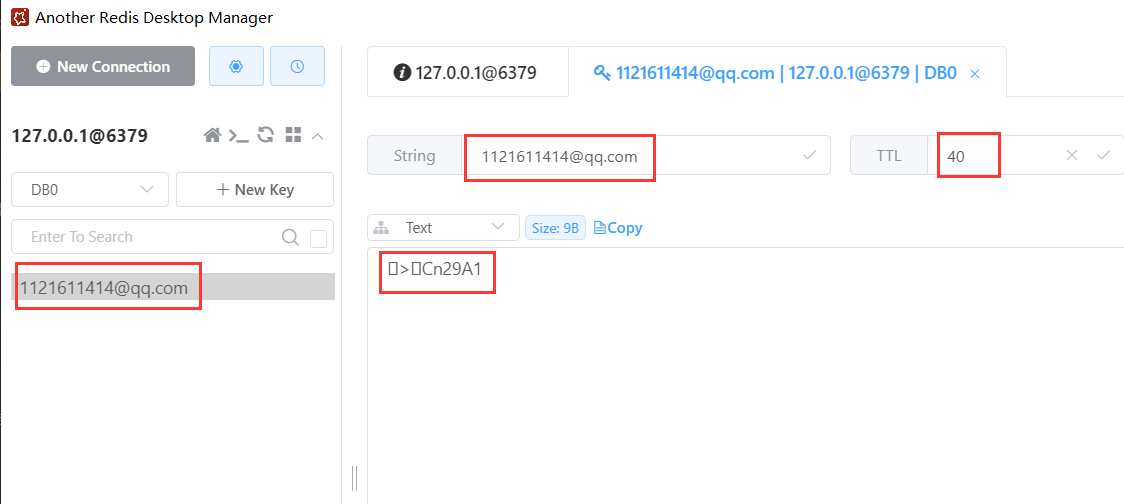 Another Redis Desktop Manager
New Connection
127.0.0.1@6379
1121611414@qq.com | 127.0.0.1@6379 | DB0
127.0.0.1@6379
String
1121611414@qq.com
TTL
40
DB0
New Key
Text
Size: 9B
Copy
Enter To Search
▯>▯Cn29A1
1121611414@qq.com